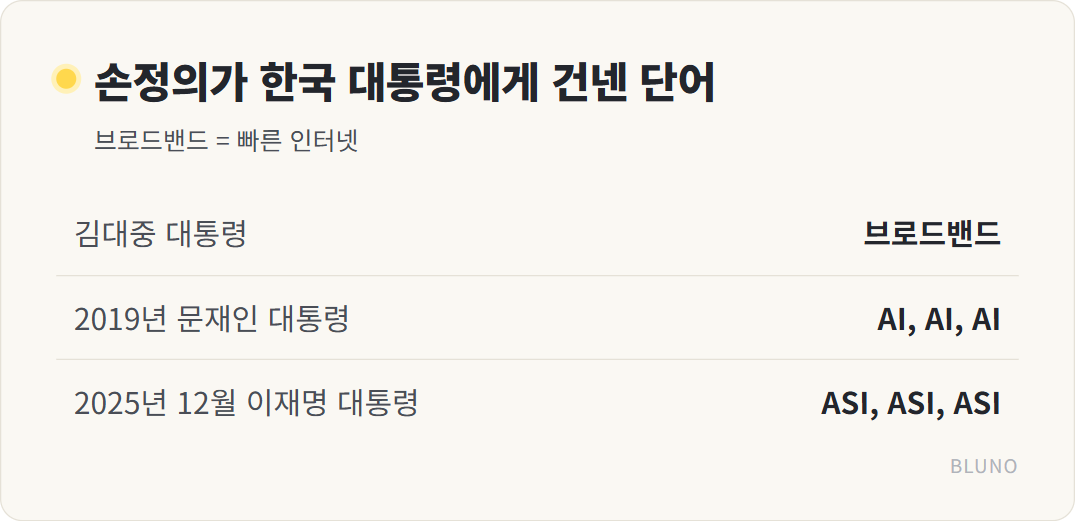 손정의가 한국 대통령에게 건넨 단어
브로드밴드 = 빠른 인터넷
김대중 대통령 브로드밴드
2019년 문재인 대통령 AI, AI, AI
2025년 12월 이재명 대통령 ASI, ASI, ASI
BLUNO